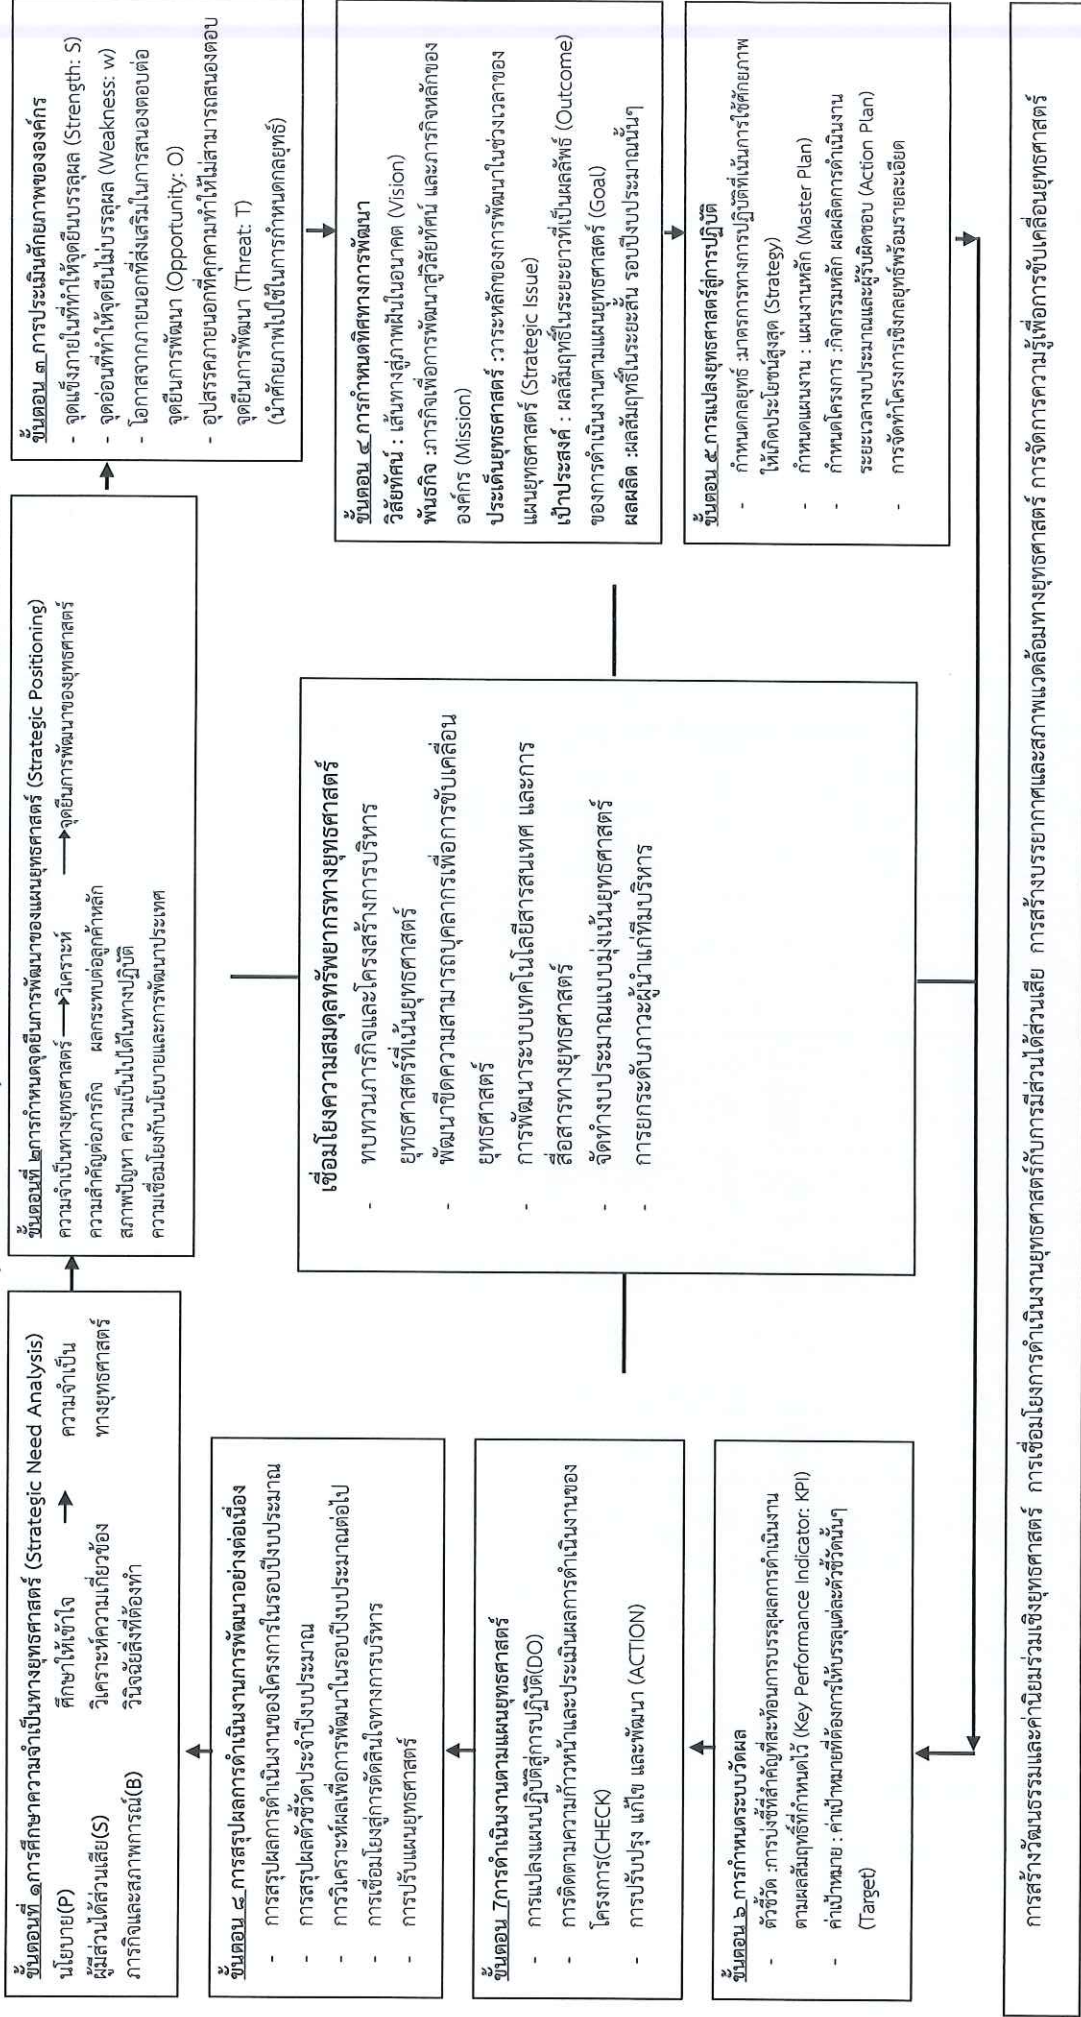 ขั้นตอนที่ ๑การศึกษาความจำเป็นทางยุทธศาสตร์ (Strategic Need Analysis)
นโยบาย(P) ศึกษาให้เข้าใจ ความจำเป็น
ผู้มีส่วนได้ส่วนเสีย(S) วิเคราะห์ความเกี่ยวข้อง ทางยุทธศาสตร์
ภารกิจและสภาพการณ์(B) วินิจฉัยสิ่งที่ต้องทำ
ขั้นตอนที่ ๒การกำหนดจุดยืนการพัฒนาของแผนยุทธศาสตร์ (Strategic Positioning)
ความจำเป็นทางยุทธศาสตร์ วิเคราะห์ จุดยืนการพัฒนาของยุทธศาสตร์
ความสำคัญต่อภารกิจ ผลกระทบต่อลูกค้าหลัก
สภาพปัญหา ความเป็นไปได้ในทางปฏิบัติ
ความเชื่อมโยงกับนโยบายและการพัฒนาประเทศ
ขั้นตอน ๓ การประเมินศักยภาพขององค์กร
- จุดแข็งภายในที่ทำให้จุดยืนบรรลุผล (Strength: S)
- จุดอ่อนที่ทำให้จุดยืนไม่บรรลุผล (Weakness: w)
- โอกาสจากภายนอกที่ส่งเสริมในการสนองตอบต่อ
จุดยืนการพัฒนา (Opportunity: O)
- อุปสรรคภายนอกที่คุกคามทำให้ไม่สามารถสนองตอบ
จุดยืนการพัฒนา (Threat: T)
(นำศักยภาพไปใช้ในการกำหนดกลยุทธ์)
ขั้นตอน ๔ การกำหนดทิศทางการพัฒนา
วิสัยทัศน์ : เส้นทางสู่ภาพฝันในอนาคต (Vision)
พันธกิจ :ภารกิจเพื่อการพัฒนาสู่วิสัยทัศน์ และภารกิจหลักของ
องค์กร (Mission)
ประเด็นยุทธศาสตร์ :วาระหลักของการพัฒนาในช่วงเวลาของ
แผนยุทธศาสตร์ (Strategic Issue)
เป้าประสงค์ : ผลสัมฤทธิ์ในระยะยาวที่เป็นผลลัพธ์ (Outcome)
ของการดำเนินงานตามแผนยุทธศาสตร์ (Goal)
ผลผลิต :ผลสัมฤทธิ์ในระยะสั้น รอบปีงบประมาณนั้นๆ
ขั้นตอน ๕ การแปลงยุทธศาสตร์สู่การปฏิบัติ
- กำหนดกลยุทธ์ :มาตรการทางการปฏิบัติที่เน้นการใช้ศักยภาพ
ให้เกิดประโยชน์สูงสุด (Strategy)
- กำหนดแผนงาน : แผนงานหลัก (Master Plan)
- กำหนดโครงการ :กิจกรรมหลัก ผลผลิตการดำเนินงาน
ระยะเวลางบประมาณและผู้รับผิดชอบ (Action Plan)
- การจัดทำโครงการเชิงกลยุทธ์พร้อมรายละเอียด
เชื่อมโยงความสมดุลทรัพยากรทางยุทธศาสตร์
- ทบทวนภารกิจและโครงสร้างการบริหาร
ยุทธศาสตร์ที่เน้นยุทธศาสตร์
- พัฒนาขีดความสามารถบุคลากรเพื่อการขับเคลื่อน
ยุทธศาสตร์
- การพัฒนาระบบเทคโนโลยีสารสนเทศ และการ
สื่อสารทางยุทธศาสตร์
- จัดทำงบประมาณแบบมุ่งเน้นยุทธศาสตร์
- การยกระดับภาวะผู้นำแก่ทีมบริหาร
ขั้นตอน ๘ การสรุปผลการดำเนินงานการพัฒนาอย่างต่อเนื่อง
- การสรุปผลการดำเนินงานของโครงการในรอบปีงบประมาณ
- การสรุปผลตัวชี้วัดประจำปีงบประมาณ
- การวิเคราะห์ผลเพื่อการพัฒนาในรอบปีงบประมาณต่อไป
- การเชื่อมโยงสู่การตัดสินใจทางการบริหาร
- การปรับแผนยุทธศาสตร์
ขั้นตอน 7การดำเนินงานตามแผนยุทธศาสตร์
- การแปลงแผนปฏิบัติสู่การปฏิบัติ(DO)
- การติดตามความก้าวหน้าและประเมินผลการดำเนินงานของ
โครงการ(CHECK)
- การปรับปรุง แก้ไข และพัฒนา (ACTION)
ขั้นตอน ๖ การกำหนดระบบวัดผล
- ตัวชี้วัด :การบ่งชี้ที่สำคัญที่สะท้อนการบรรลุผลการดำเนินงาน
ตามผลสัมฤทธิ์ที่กำหนดไว้ (Key Performance Indicator: KPI)
- ค่าเป้าหมาย : ค่าเป้าหมายที่ต้องการให้บรรลุแต่ละตัวชี้วัดนั้นๆ
(Target)
การสร้างวัฒนธรรมและค่านิยมร่วมเชิงยุทธศาสตร์ การเชื่อมโยงการดำเนินงานยุทธศาสตร์กับการมีส่วนได้ส่วนเสีย การสร้างบรรยากาศและสภาพแวดล้อมทางยุทธศาสตร์ การจัดการความรู้เพื่อการขับเคลื่อนยุทธศาสตร์